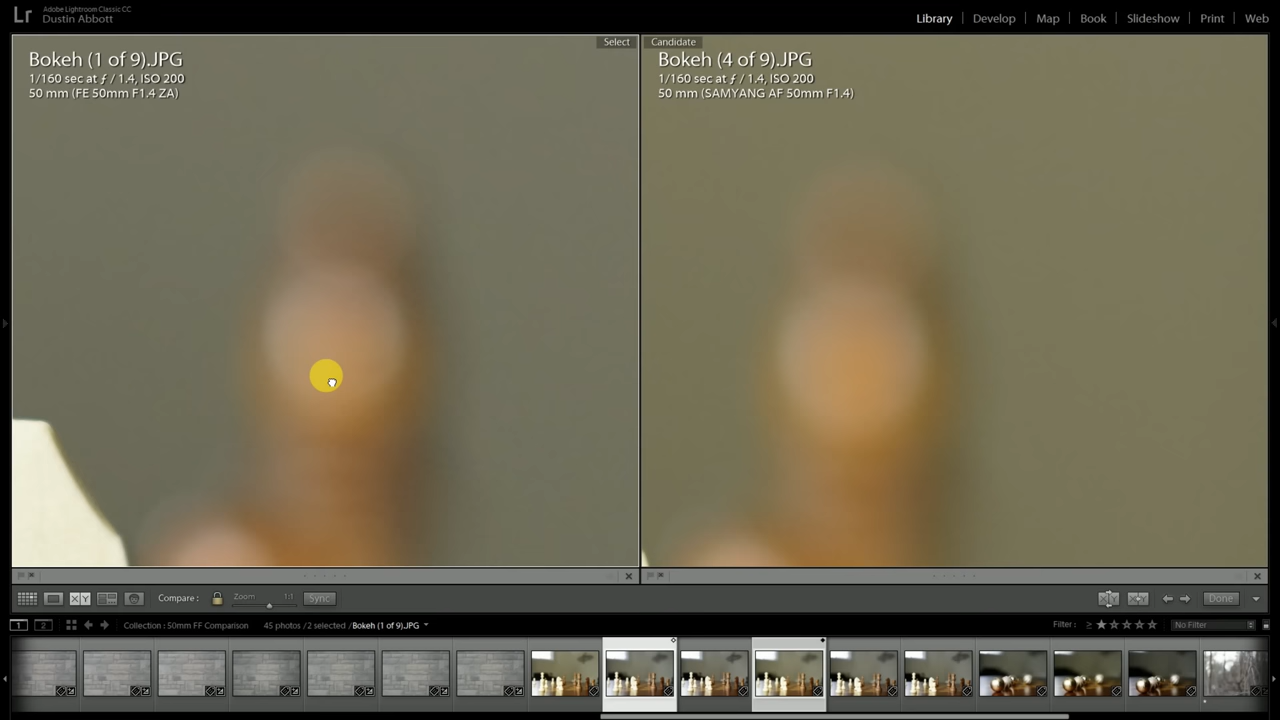 Lr
Adobe Lightroom Classic CC
Dustin Abbott
Library | Develop | Map | Book | Slideshow | Print | Web
Select
Candidate
Bokeh (1 of 9).JPG
1/160 sec at ƒ / 1.4, ISO 200
50 mm (FE 50mm F1.4 ZA)
Bokeh (4 of 9).JPG
1/160 sec at ƒ / 1.4, ISO 200
50 mm (SAMYANG AF 50mm F1.4)
X Y
Compare :
Zoom
1:1
Sync
Done
1
2
Collection : 50mm FF Comparison
45 photos / 2 selected / Bokeh (1 of 9).JPG
Filter :
No Filter